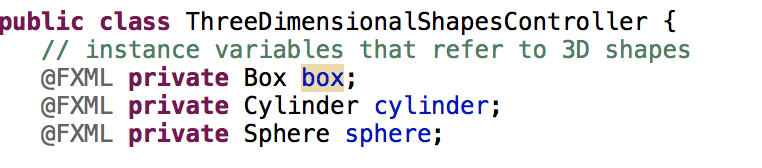 public class ThreeDimensionalShapesController {
// instance variables that refer to 3D shapes
@FXML private Box box;
@FXML private Cylinder cylinder;
@FXML private Sphere sphere;